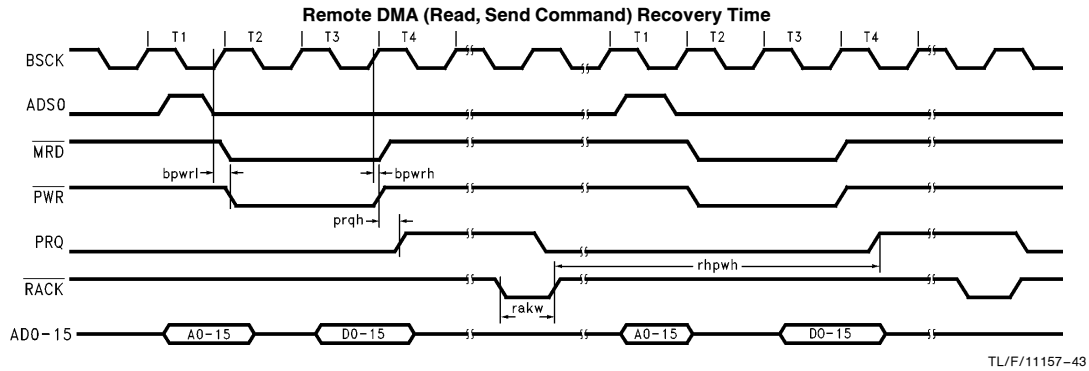 Remote DMA (Read, Send Command) Recovery Time
T1 T2 T3 T4 T1 T2 T3 T4
BSCK
ADS0
MRD
bpwrl bpwrh
PWR
prqh
PRQ
rhpwh
RACK
rakw
AD0-15 A0-15 D0-15 A0-15 D0-15
TL/F/11157-43